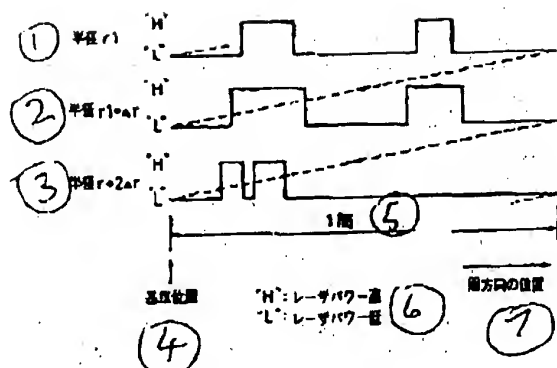 ① 半径r1 "H"
"L"
② 半径r1+Δr "H"
"L"
③ 半径r+2Δr "H"
"L"
1周 ⑤
基準位置 "H":レーザパワー高 ⑥ 周方向の位置
"L":レーザパワー低
④ ⑦